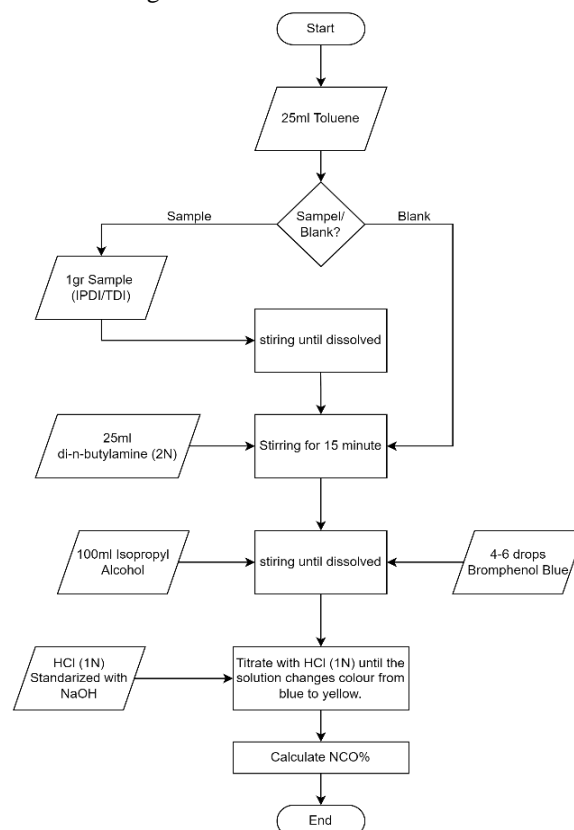 Start
25ml Toluene
Sampel/
Blank?
Sample
Blank
1gr Sample
(IPDI/TDI)
stiring until dissolved
25ml
di-n-butylamine (2N)
Stirring for 15 minute
100ml Isopropyl
Alcohol
stiring until dissolved
4-6 drops
Bromphenol Blue
HCl (1N)
Standarized with
NaOH
Titrate with HCl (1N) until the
solution changes colour from
blue to yellow.
Calculate NCO%
End